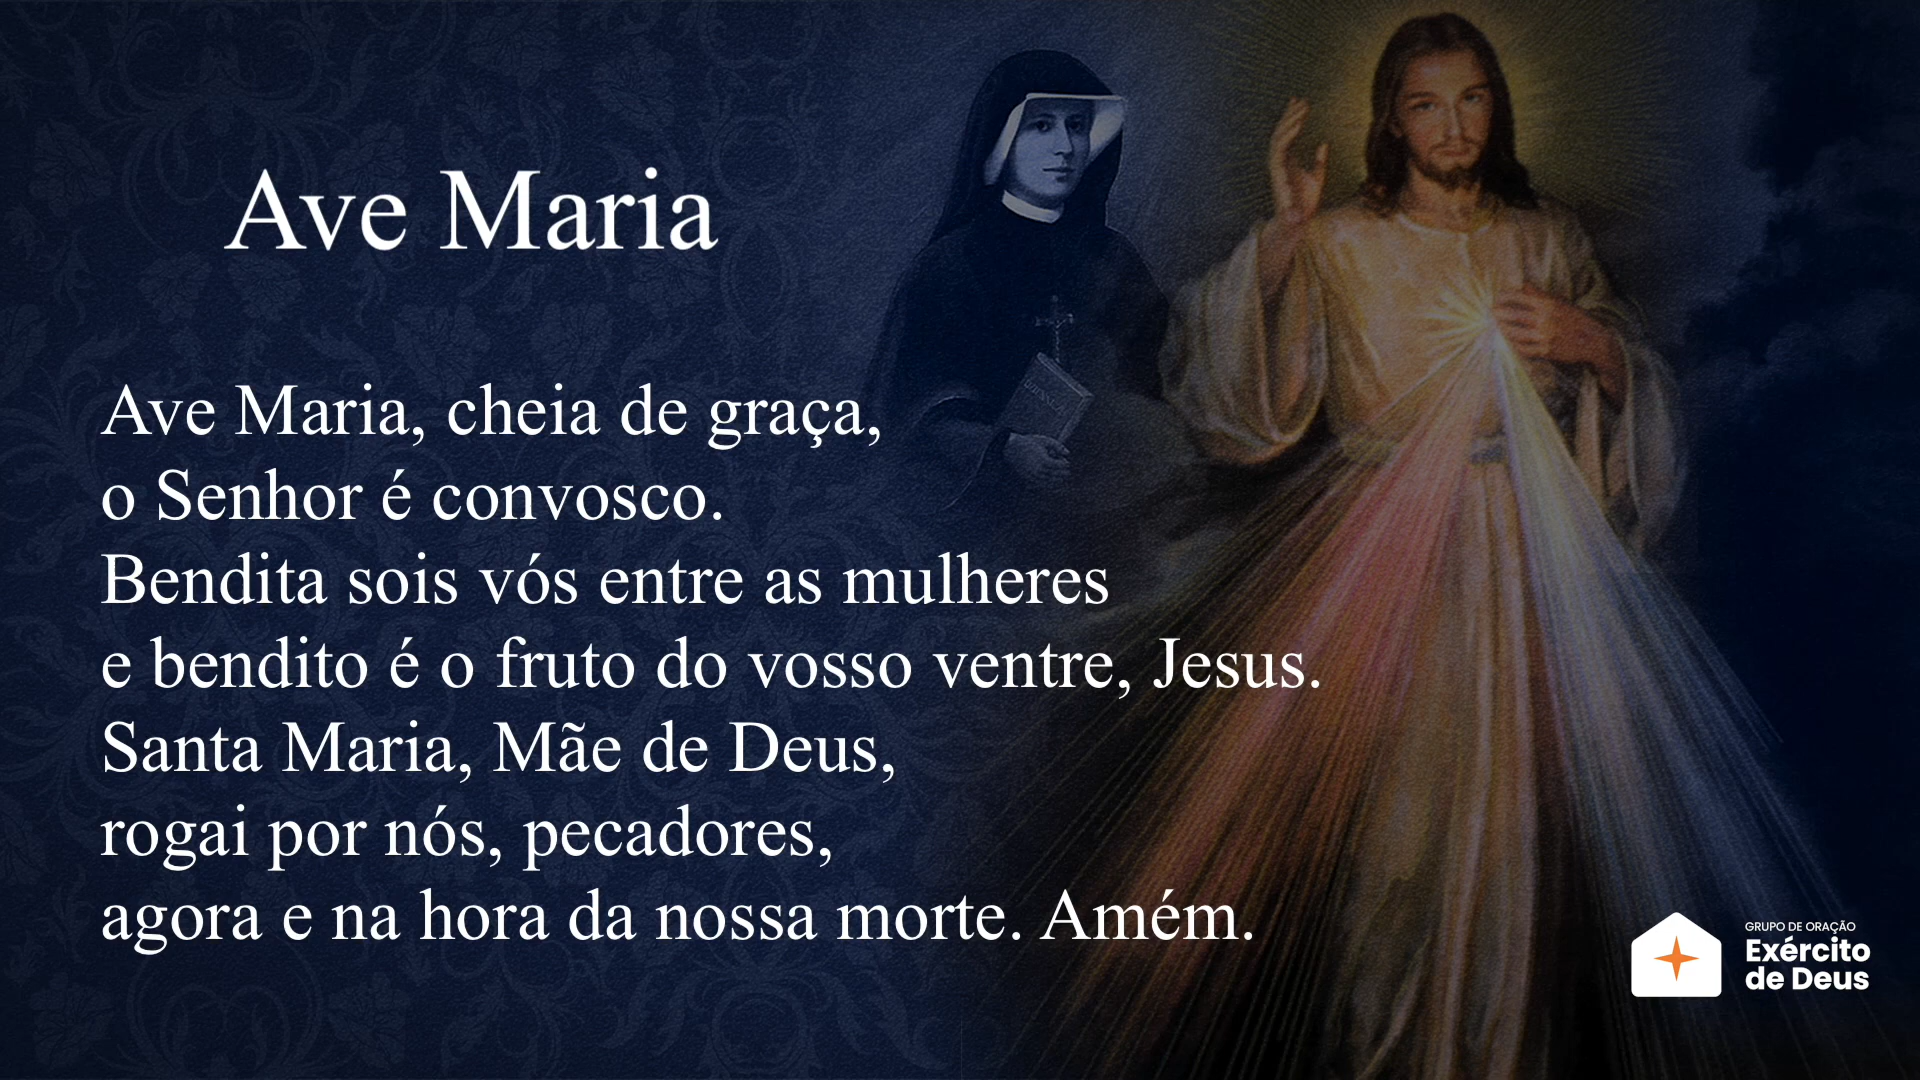 Ave Maria
Ave Maria, cheia de graça,
o Senhor é convosco.
Bendita sois vós entre as mulheres
e bendito é o fruto do vosso ventre, Jesus.
Santa Maria, Mãe de Deus,
rogai por nós, pecadores,
agora e na hora da nossa morte. Amém.
GRUPO DE ORAÇÃO
Exército
de Deus